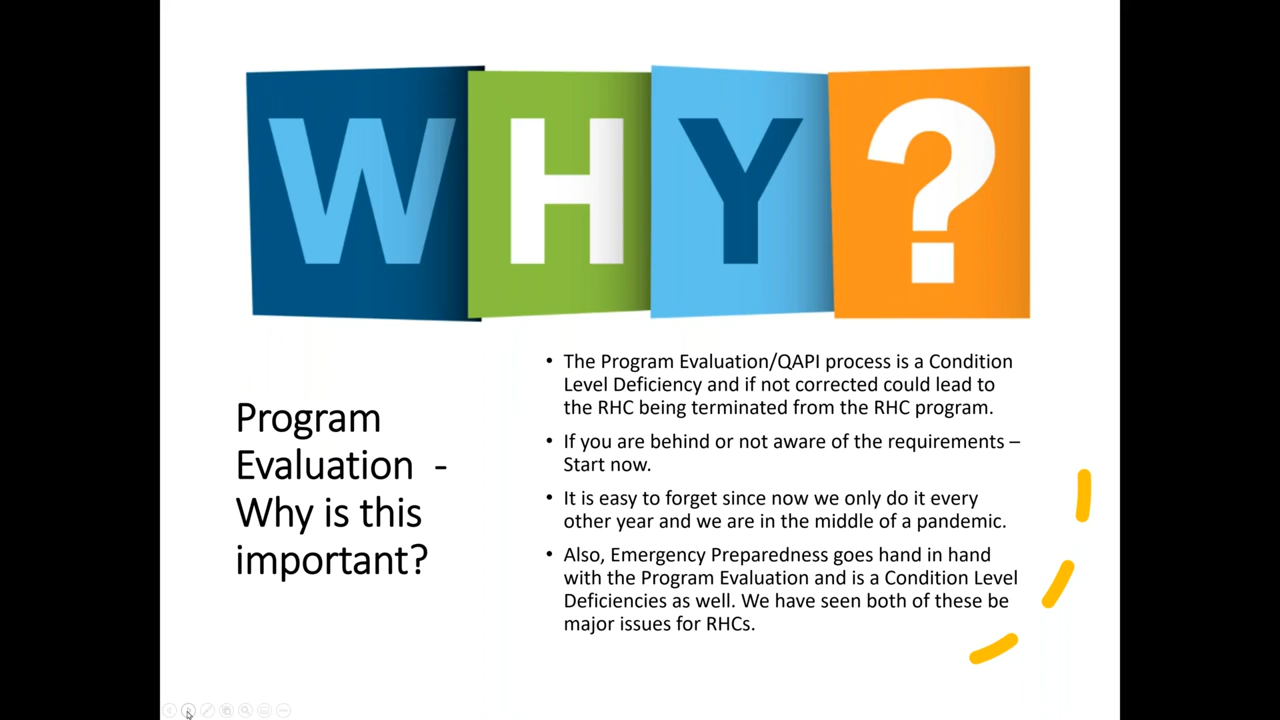 WHY?
Program
Evaluation -
Why is this
important?
• The Program Evaluation/QAPI process is a Condition
Level Deficiency and if not corrected could lead to
the RHC being terminated from the RHC program.
• If you are behind or not aware of the requirements –
Start now.
• It is easy to forget since now we only do it every
other year and we are in the middle of a pandemic.
• Also, Emergency Preparedness goes hand in hand
with the Program Evaluation and is a Condition Level
Deficiencies as well. We have seen both of these be
major issues for RHCs.